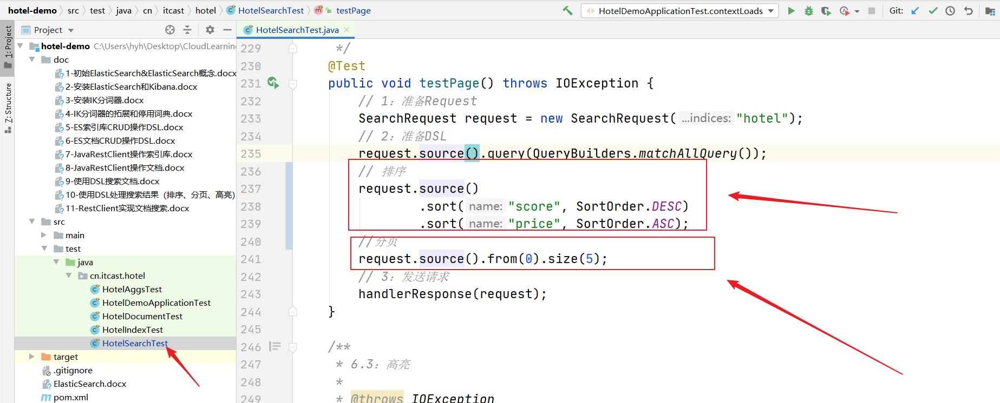 hotel-demo src test java cn itcast hotel HotelSearchTest testPage HotelDemoApplicationTest.contextLoads Git:
1: Project
7: Structure
Project
hotel-demo C:\Users\hyh\Desktop\CloudLearning
doc
1-初始ElasticSearch&ElasticSearch概念.docx
2-安装ElasticSearch和Kibana.docx
3-安装IK分词器.docx
4-IK分词器的拓展和停用词典.docx
5-ES索引库CRUD操作DSL.docx
6-ES文档CRUD操作DSL.docx
7-JavaRestClient操作索引库.docx
8-JavaRestClient操作文档.docx
9-使用DSL搜索文档.docx
10-使用DSL处理搜索结果（排序、分页、高亮）
11-RestClient实现文档搜索.docx
src
main
test
java
cn.itcast.hotel
HotelAggsTest
HotelDemoApplicationTest
HotelDocumentTest
HotelIndexTest
HotelSearchTest
target
.gitignore
ElasticSearch.docx
pom.xml
HotelSearchTest.java
229 */
230 @Test
231 public void testPage() throws IOException {
232 // 1：准备Request
233 SearchRequest request = new SearchRequest( ...indices: "hotel");
234 // 2：准备DSL
235 request.source().query(QueryBuilders.matchAllQuery());
236 // 排序
237 request.source()
238 .sort( name: "score", SortOrder.DESC)
239 .sort( name: "price", SortOrder.ASC);
240 //分页
241 request.source().from(0).size(5);
242 // 3：发送请求
243 handlerResponse(request);
244 }
245
246 /**
247 * 6.3：高亮
248 *
249 * @throws IOException